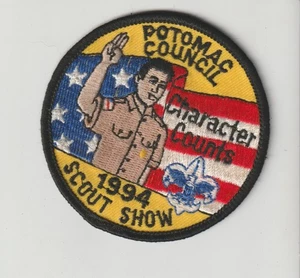 POTOMAC
COUNCIL
Character
Counts
1994
SCOUT SHOW